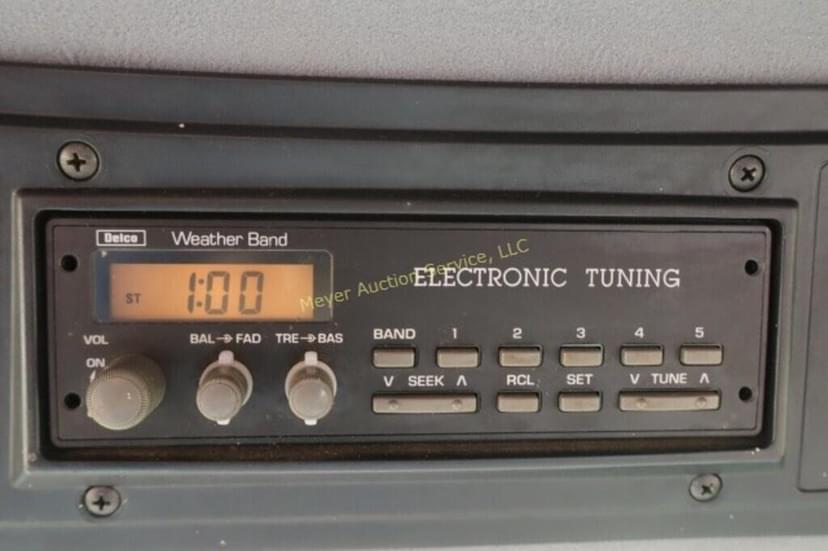 Delco Weather Band
ST 1:00
ELECTRONIC TUNING
Meyer Auction Service, LLC
VOL BAL FAD TRE BAS
BAND 1 2 3 4 5
ON
V SEEK Λ RCL SET V TUNE Λ